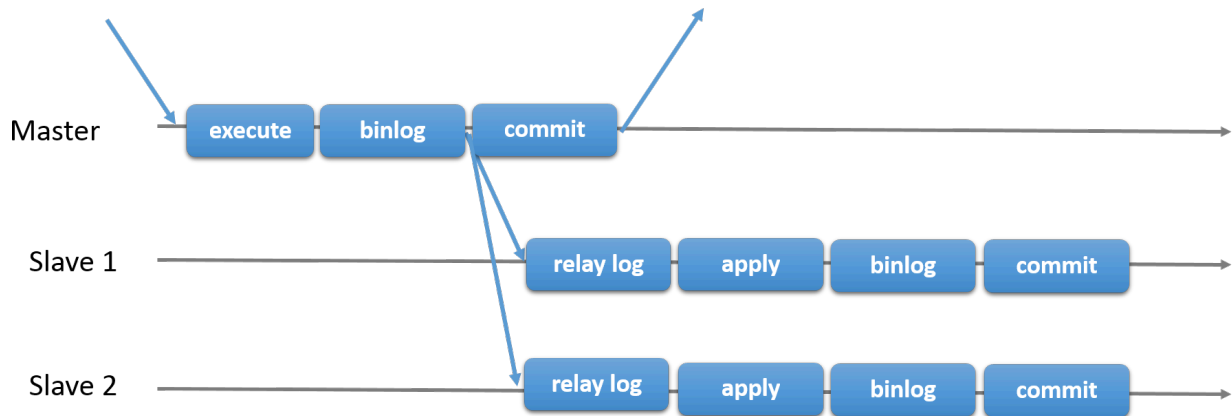 Master execute binlog commit
Slave 1 relay log apply binlog commit
Slave 2 relay log apply binlog commit